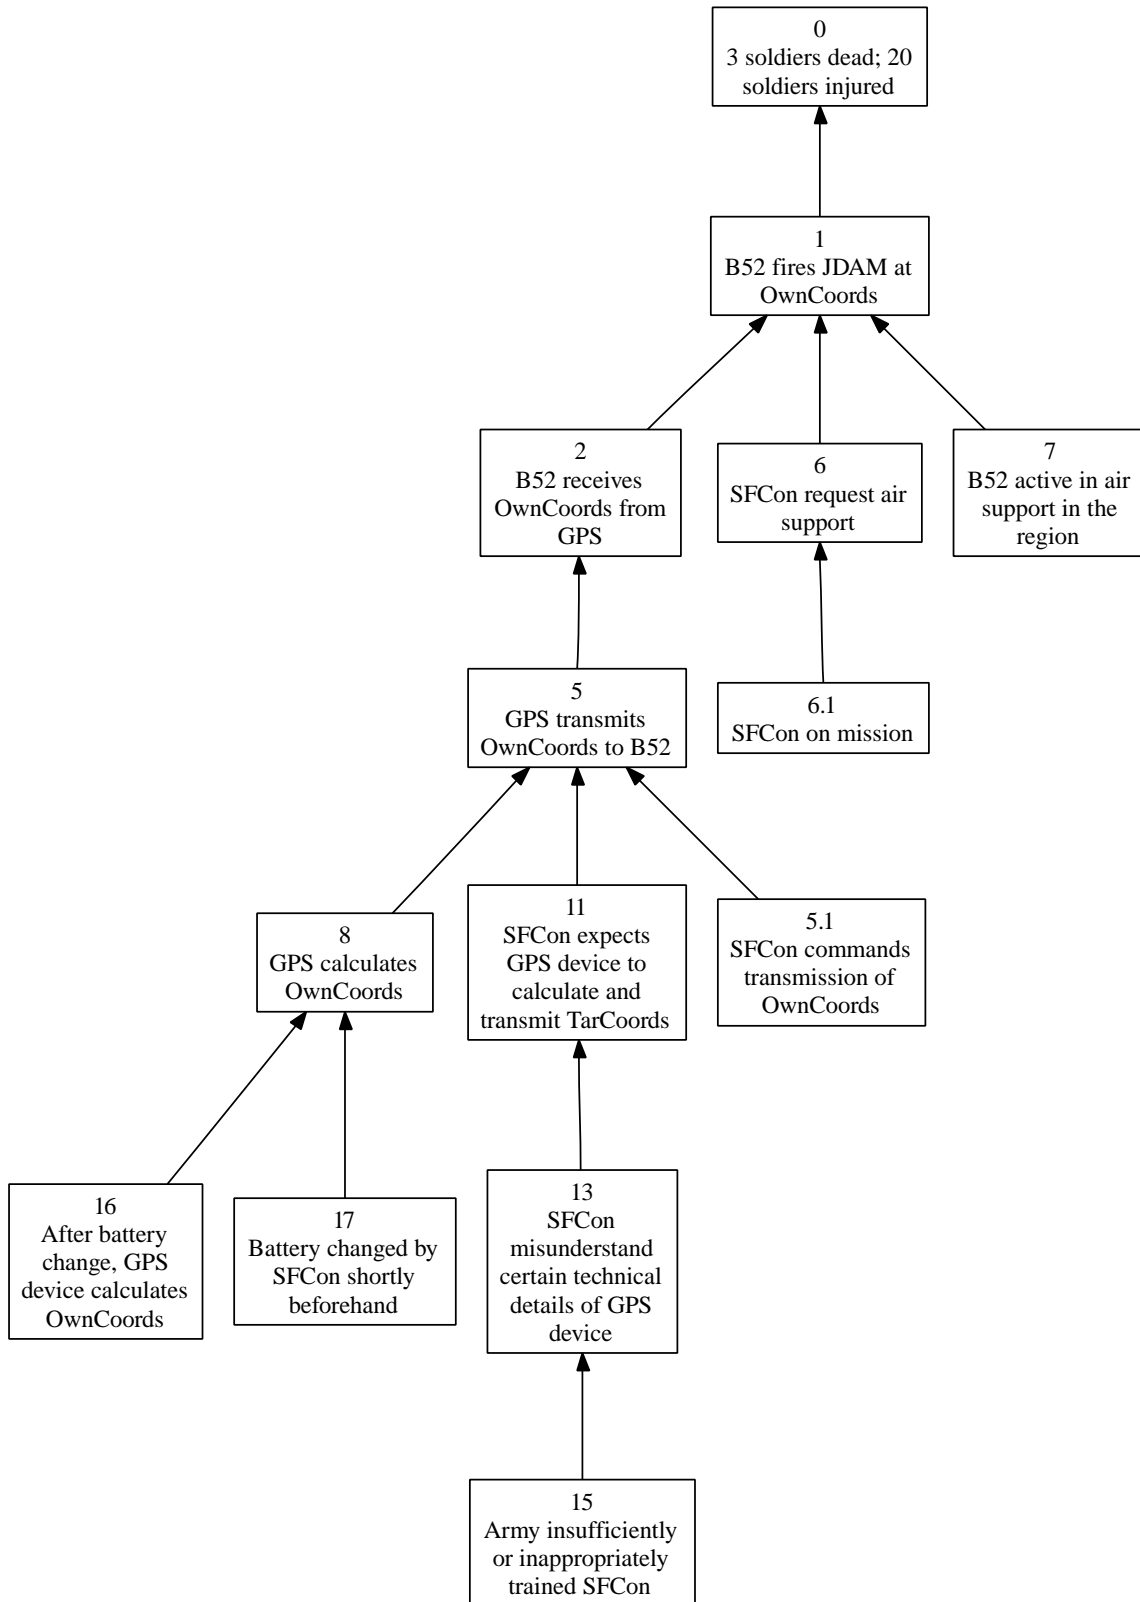 0
3 soldiers dead; 20
soldiers injured
1
B52 fires JDAM at
OwnCoords
2
B52 receives
OwnCoords from
GPS
6
SFCon request air
support
7
B52 active in air
support in the
region
5
GPS transmits
OwnCoords to B52
6.1
SFCon on mission
8
GPS calculates
OwnCoords
11
SFCon expects
GPS device to
calculate and
transmit TarCoords
5.1
SFCon commands
transmission of
OwnCoords
16
After battery
change, GPS
device calculates
OwnCoords
17
Battery changed by
SFCon shortly
beforehand
13
SFCon
misunderstand
certain technical
details of GPS
device
15
Army insufficiently
or inappropriately
trained SFCon